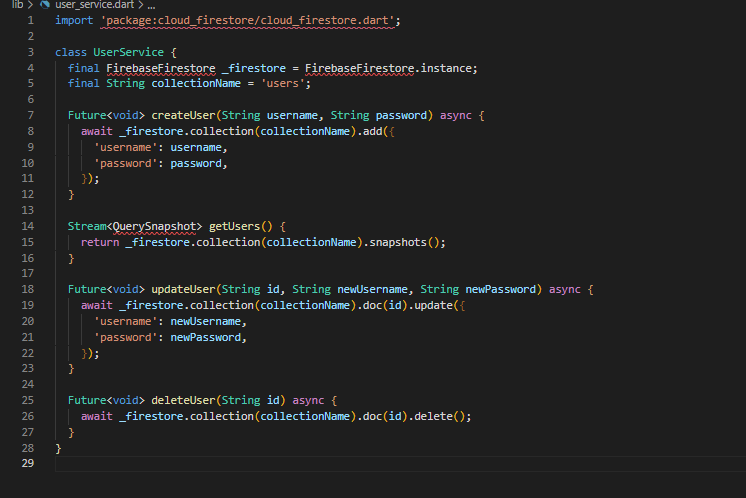 lib > user_service.dart > ...
1 import 'package:cloud_firestore/cloud_firestore.dart';
2
3 class UserService {
4   final FirebaseFirestore _firestore = FirebaseFirestore.instance;
5   final String collectionName = 'users';
6
7   Future<void> createUser(String username, String password) async {
8     await _firestore.collection(collectionName).add({
9       'username': username,
10       'password': password,
11     });
12   }
13
14   Stream<QuerySnapshot> getUsers() {
15     return _firestore.collection(collectionName).snapshots();
16   }
17
18   Future<void> updateUser(String id, String newUsername, String newPassword) async {
19     await _firestore.collection(collectionName).doc(id).update({
20       'username': newUsername,
21       'password': newPassword,
22     });
23   }
24
25   Future<void> deleteUser(String id) async {
26     await _firestore.collection(collectionName).doc(id).delete();
27   }
28 }
29